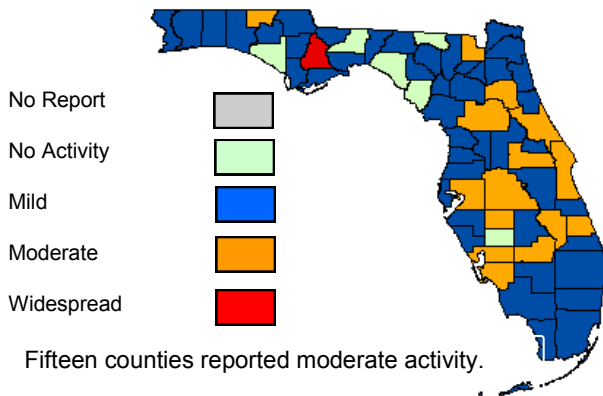 No Report
No Activity
Mild
Moderate
Widespread
Fifteen counties reported moderate activity.